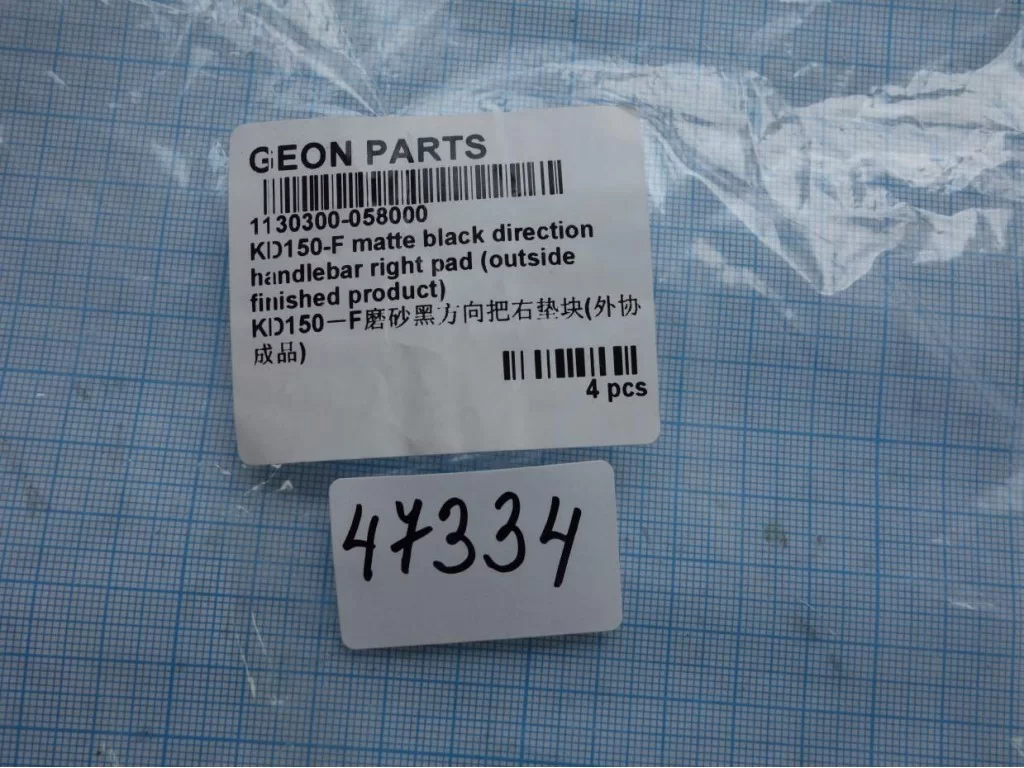 GEON PARTS
1130300-058000
KD150-F matte black direction
handlebar right pad (outside
finished product)
KD150-F磨砂黑方向把右垫块(外协
成品)
4 pcs
47334